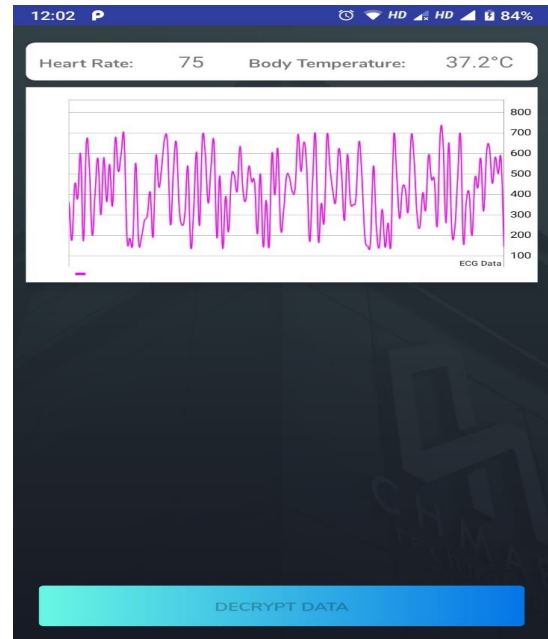 12:02 P HD HD 84%
Heart Rate: 75 Body Temperature: 37.2°C
800
700
600
500
400
300
200
100
ECG Data
CHMA
DECRYPT DATA